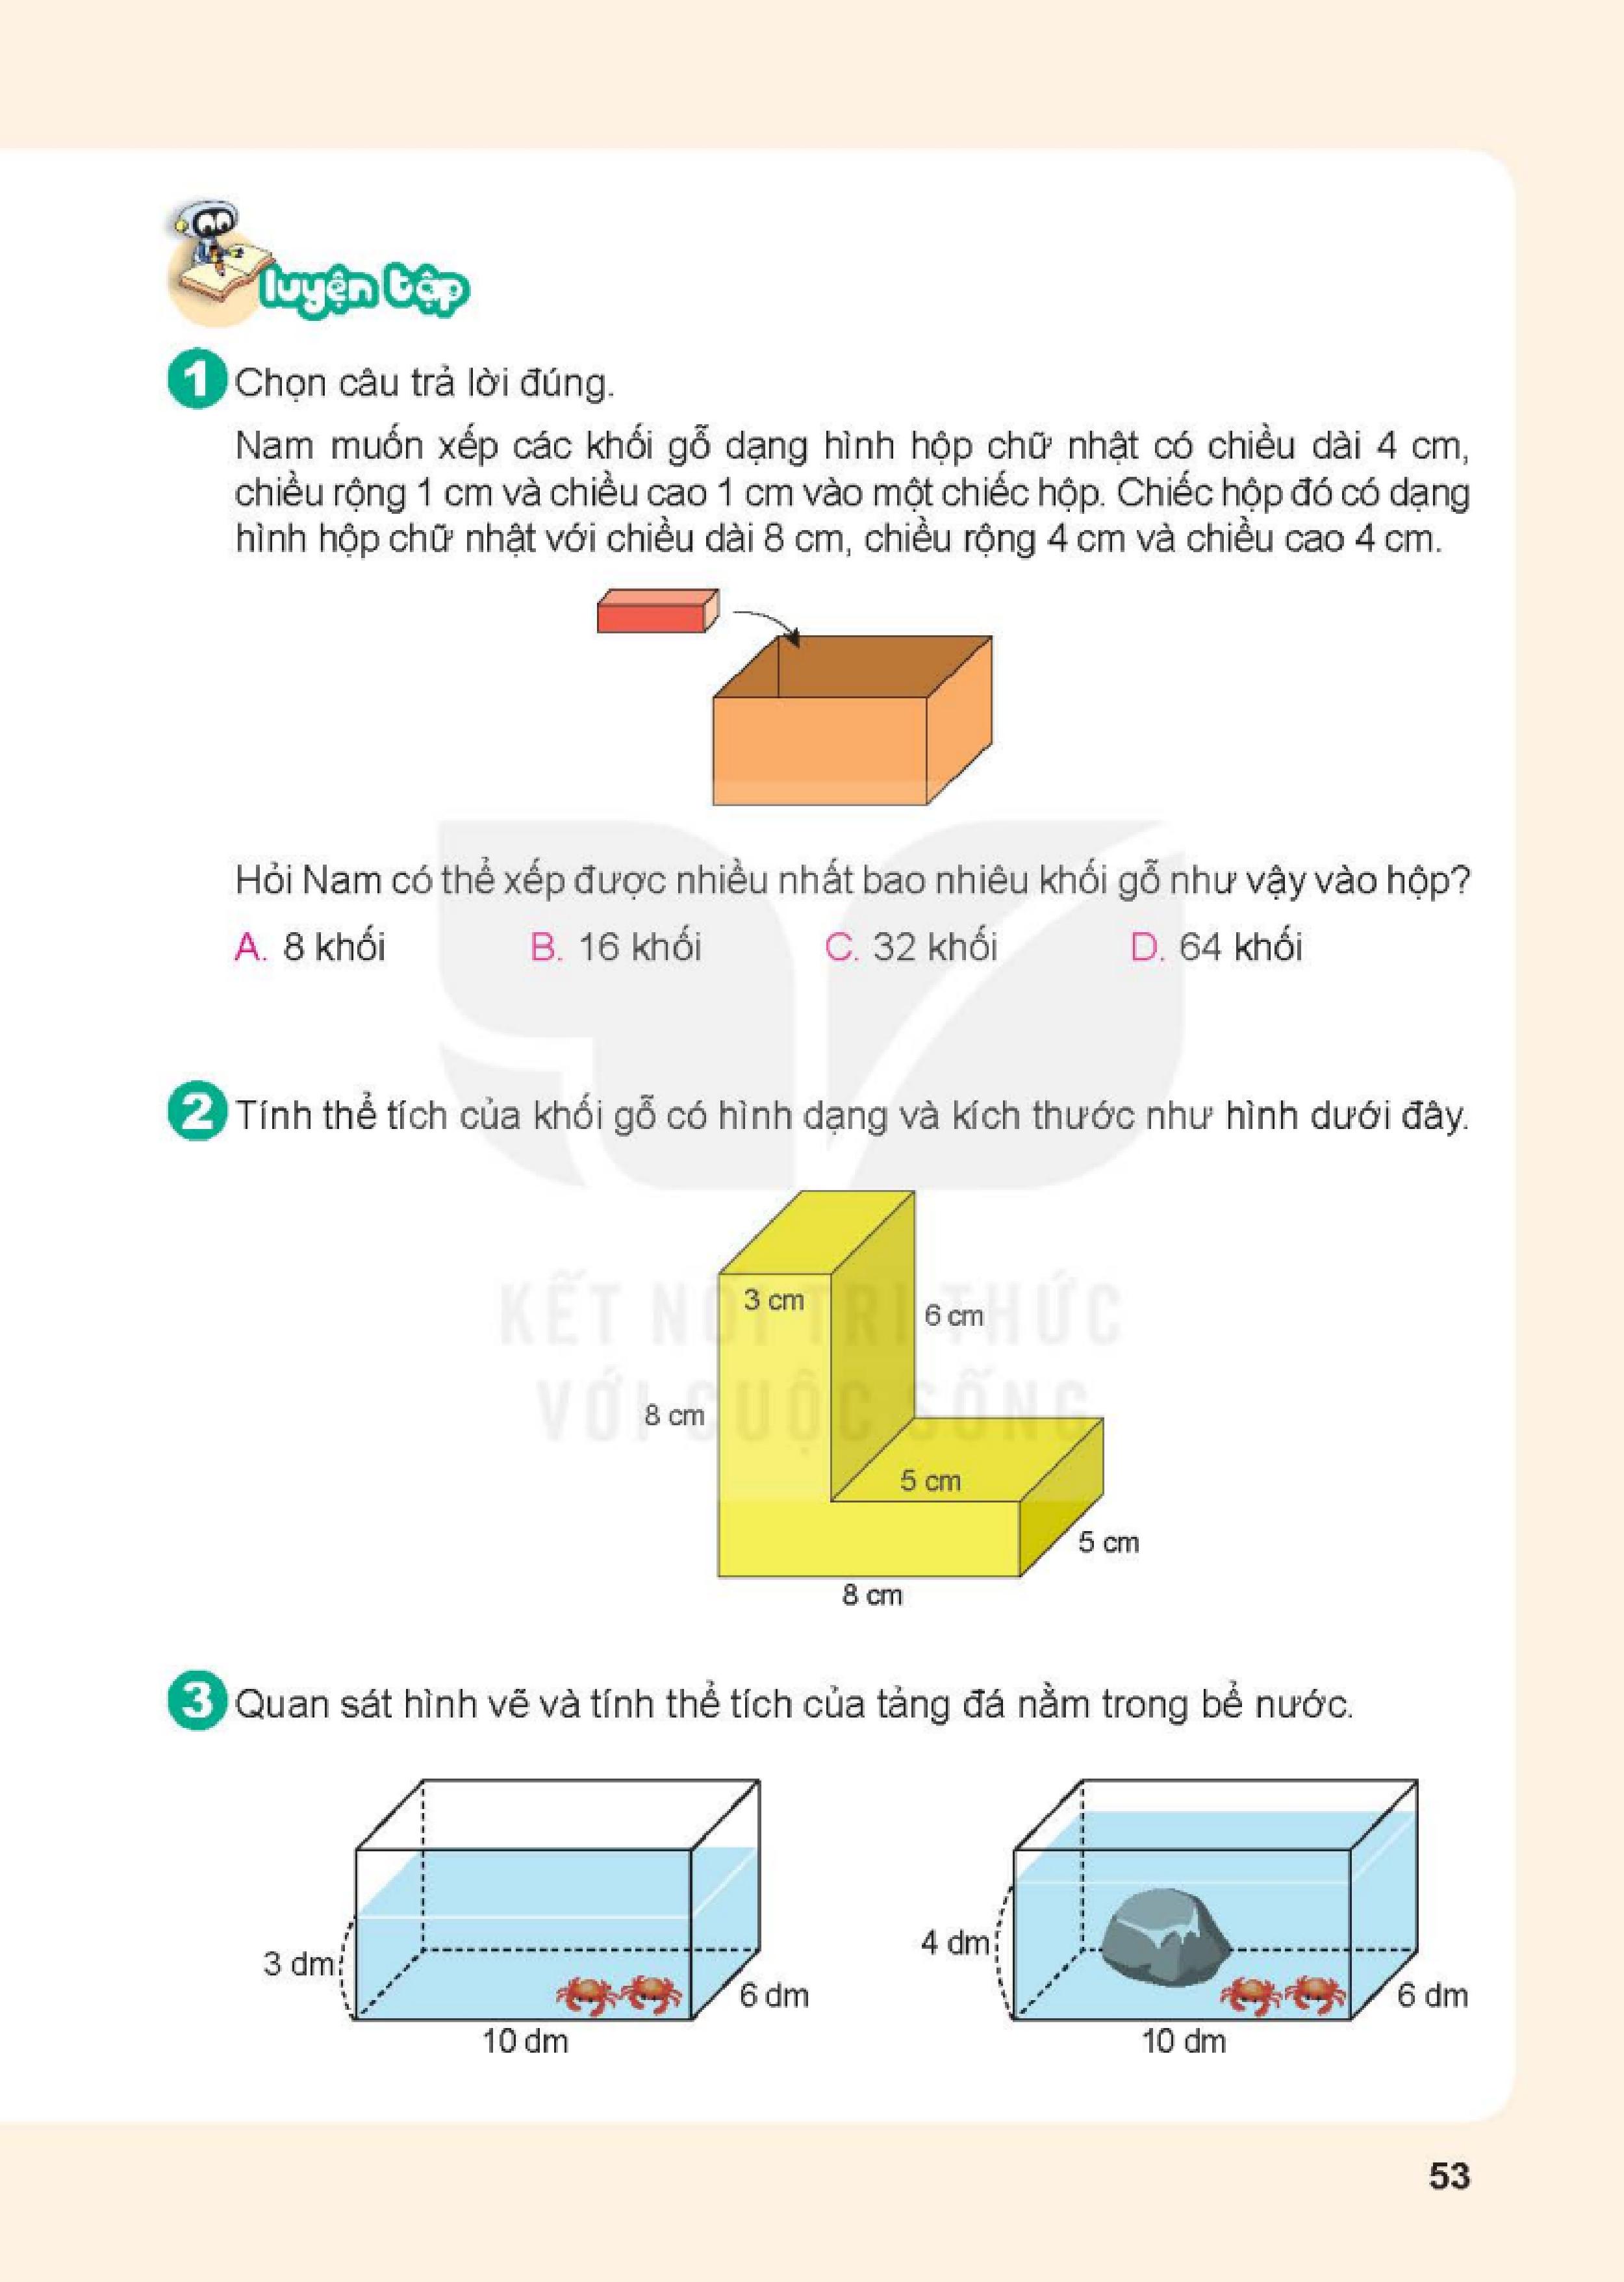 luyện tập
1 Chọn câu trả lời đúng.
Nam muốn xếp các khối gỗ dạng hình hộp chữ nhật có chiều dài 4 cm,
chiều rộng 1 cm và chiều cao 1 cm vào một chiếc hộp. Chiếc hộp đó có dạng
hình hộp chữ nhật với chiều dài 8 cm, chiều rộng 4 cm và chiều cao 4 cm.
Hỏi Nam có thể xếp được nhiều nhất bao nhiêu khối gỗ như vậy vào hộp?
A. 8 khối B. 16 khối C. 32 khối D. 64 khối
2 Tính thể tích của khối gỗ có hình dạng và kích thước như hình dưới đây.
KẾT NỐI TRI THỨC
VỚI CUỘC SỐNG
3 cm
6 cm
8 cm
5 cm
5 cm
8 cm
3 Quan sát hình vẽ và tính thể tích của tảng đá nằm trong bể nước.
3 dm
6 dm
10 dm
4 dm
6 dm
10 dm
53